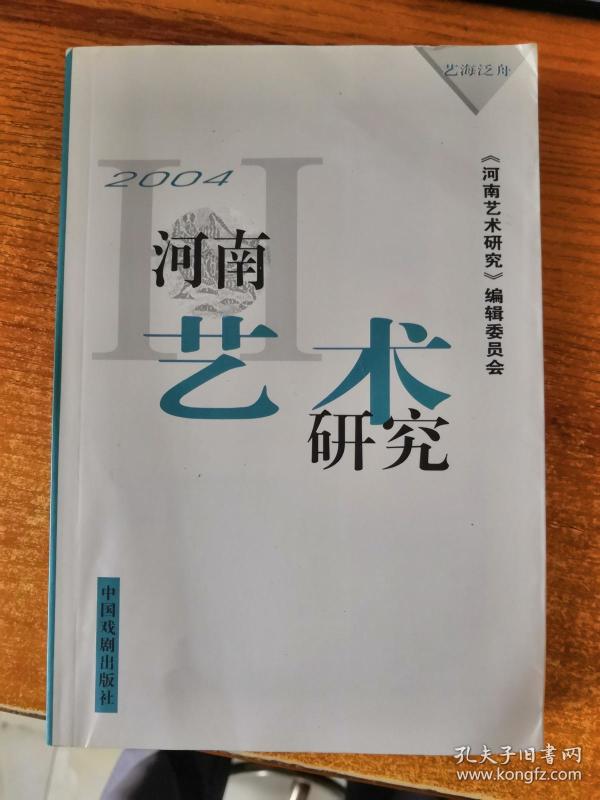 艺海泛舟
《河南艺术研究》编辑委员会
2004
H
河南
艺术
研究
中国戏剧出版社
孔夫子旧书网
www.kongfz.com